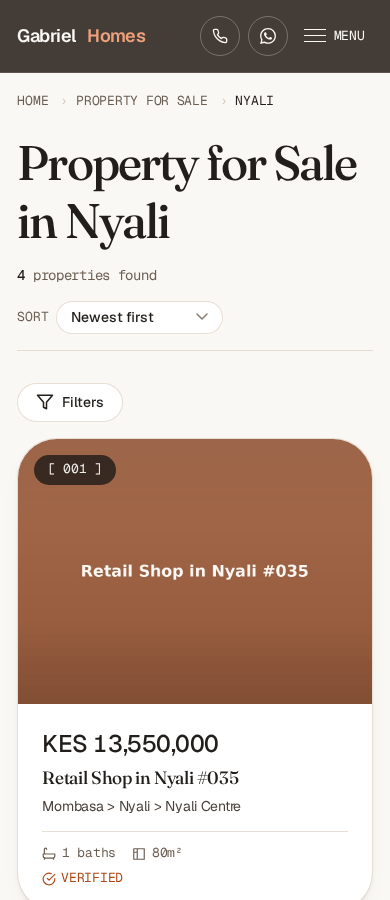 Gabriel Homes MENU
HOME > PROPERTY FOR SALE > NYALI
Property for Sale
in Nyali
4 properties found
SORT Newest first
Filters
[ 001 ]
Retail Shop in Nyali #035
KES 13,550,000
Retail Shop in Nyali #035
Mombasa > Nyali > Nyali Centre
1 baths 80m²
VERIFIED